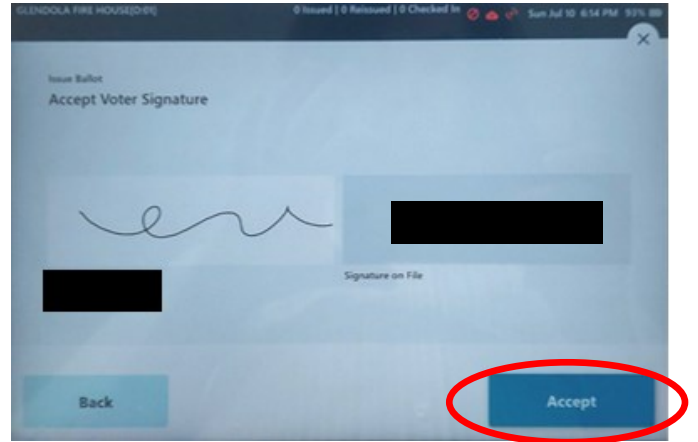 GLENDOLA FIRE HOUSE[D:01] 0 Issued | 0 Reissued | 0 Checked In Sun Jul 10 6:54 PM 93%
Issue Ballot
Accept Voter Signature
Signature on File
Back Accept